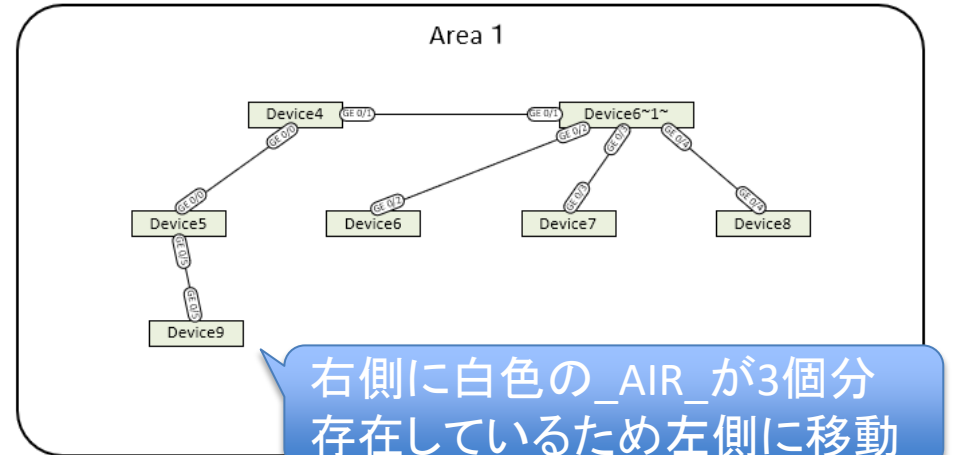 Area 1
Device4 GE 0/1 GE 0/1 Device6~1~
GE 0/0 GE 0/2 GE 0/3 GE 0/4
GE 0/0 GE 0/2 GE 0/3 GE 0/4
Device5 Device6 Device7 Device8
GE 0/5
GE 0/5
Device9
右側に白色の_AIR_が3個分
存在しているため左側に移動